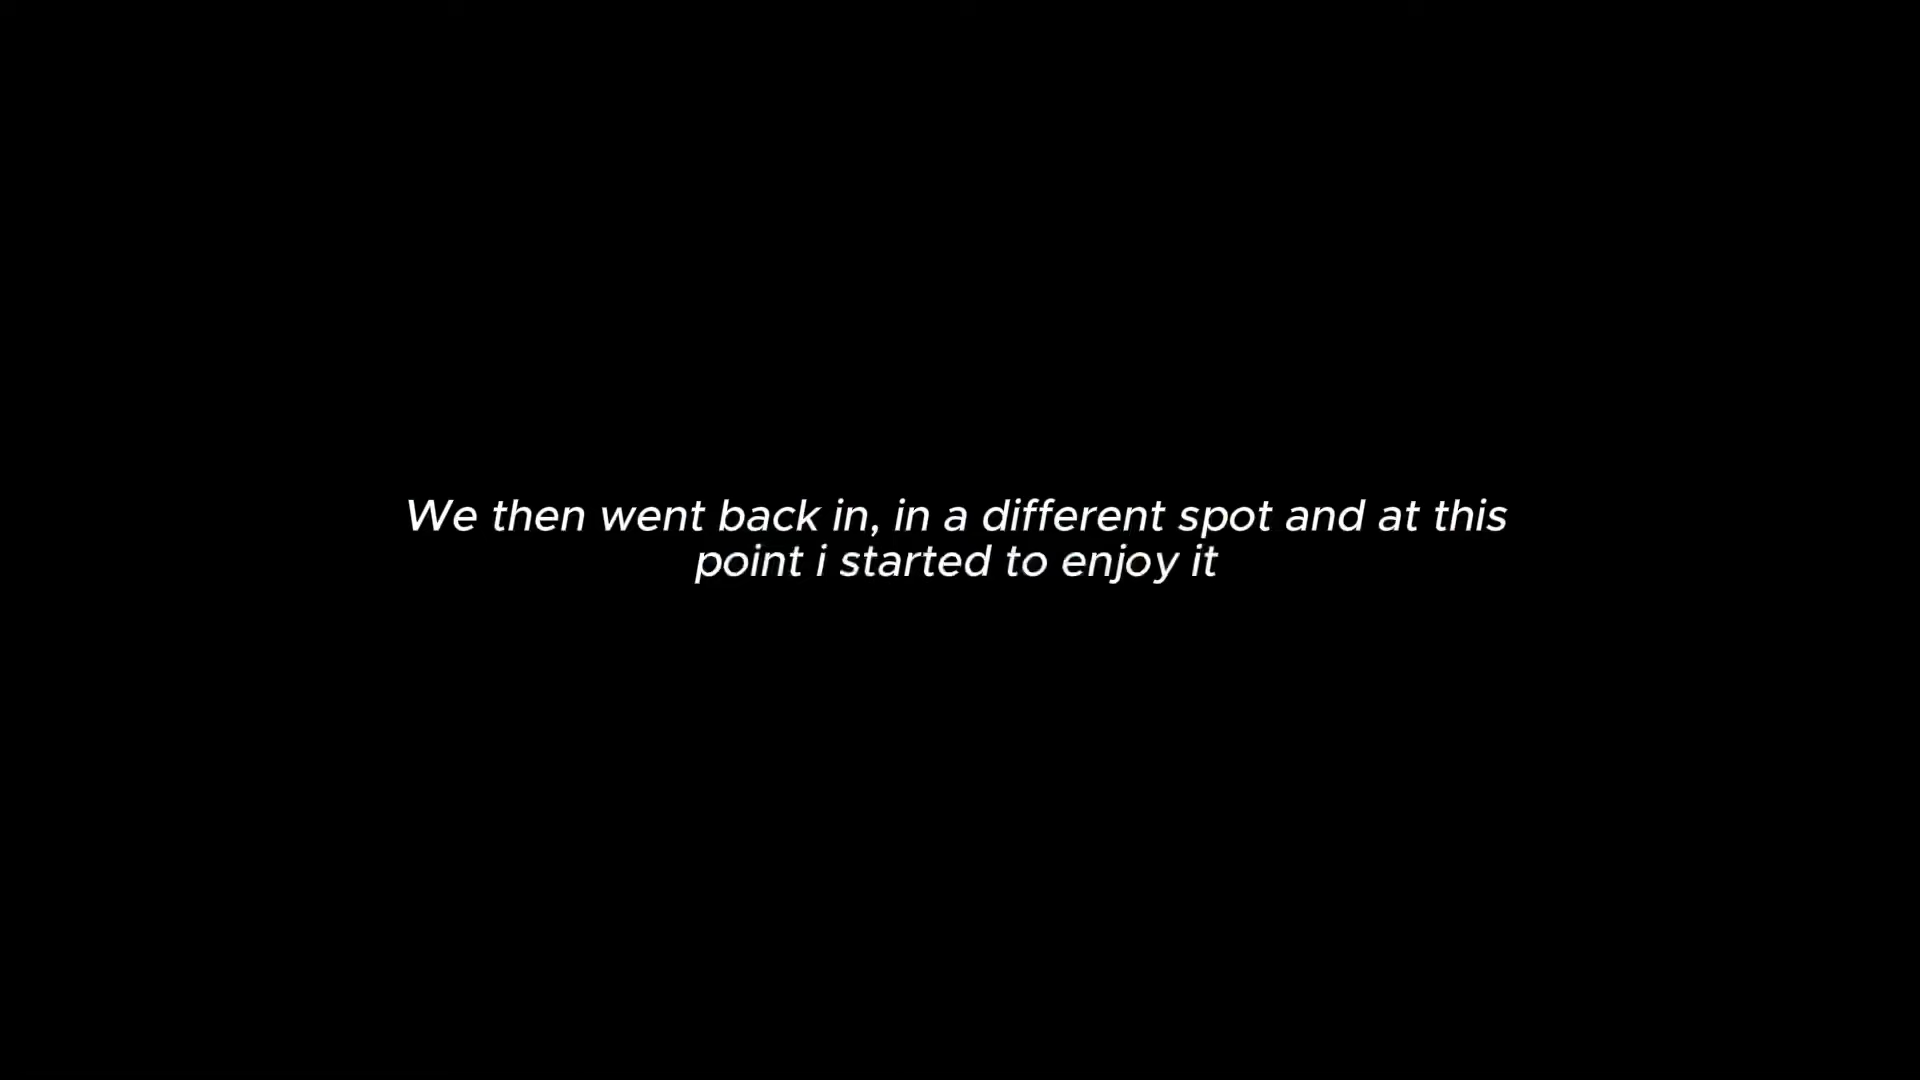 We then went back in, in a different spot and at this
point i started to enjoy it